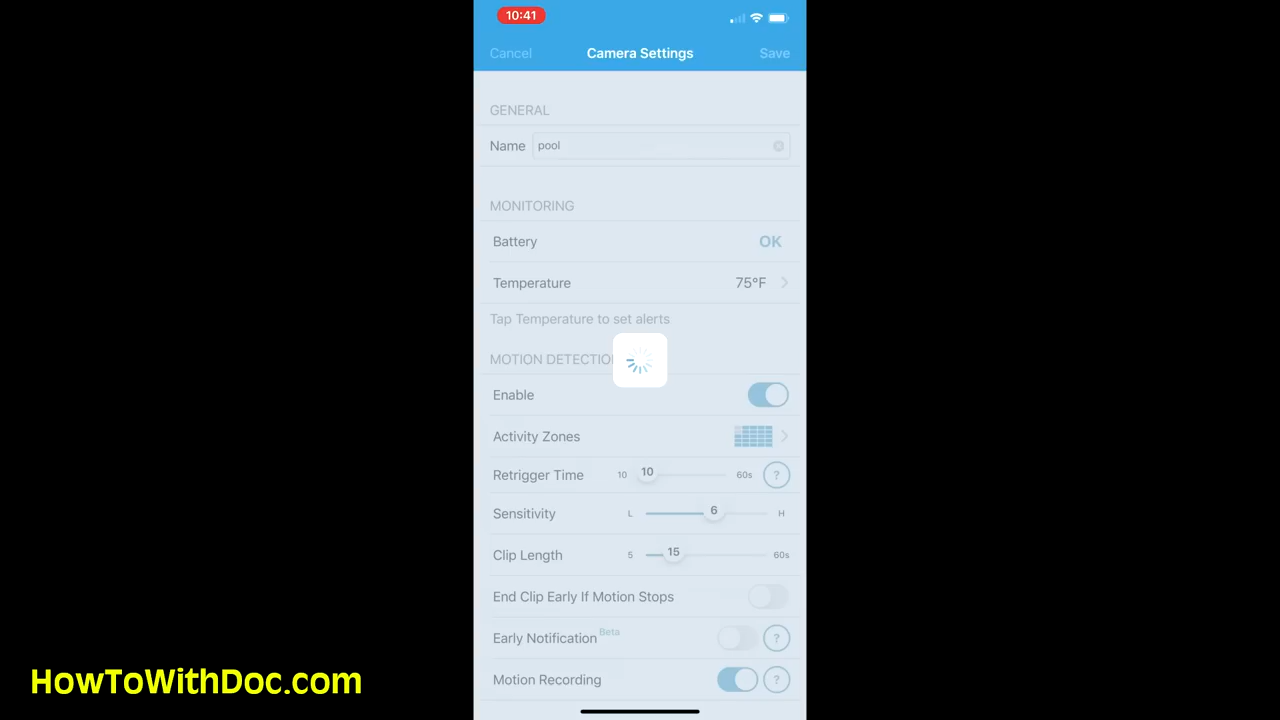 10:41
Cancel Camera Settings Save
GENERAL
Name pool
MONITORING
Battery OK
Temperature 75°F
Tap Temperature to set alerts
MOTION DETECTIO
Enable
Activity Zones
Retrigger Time 10 10 60s ?
Sensitivity L 6 H
Clip Length 5 15 60s
End Clip Early If Motion Stops
Early Notification Beta ?
Motion Recording ?
HowToWithDoc.com